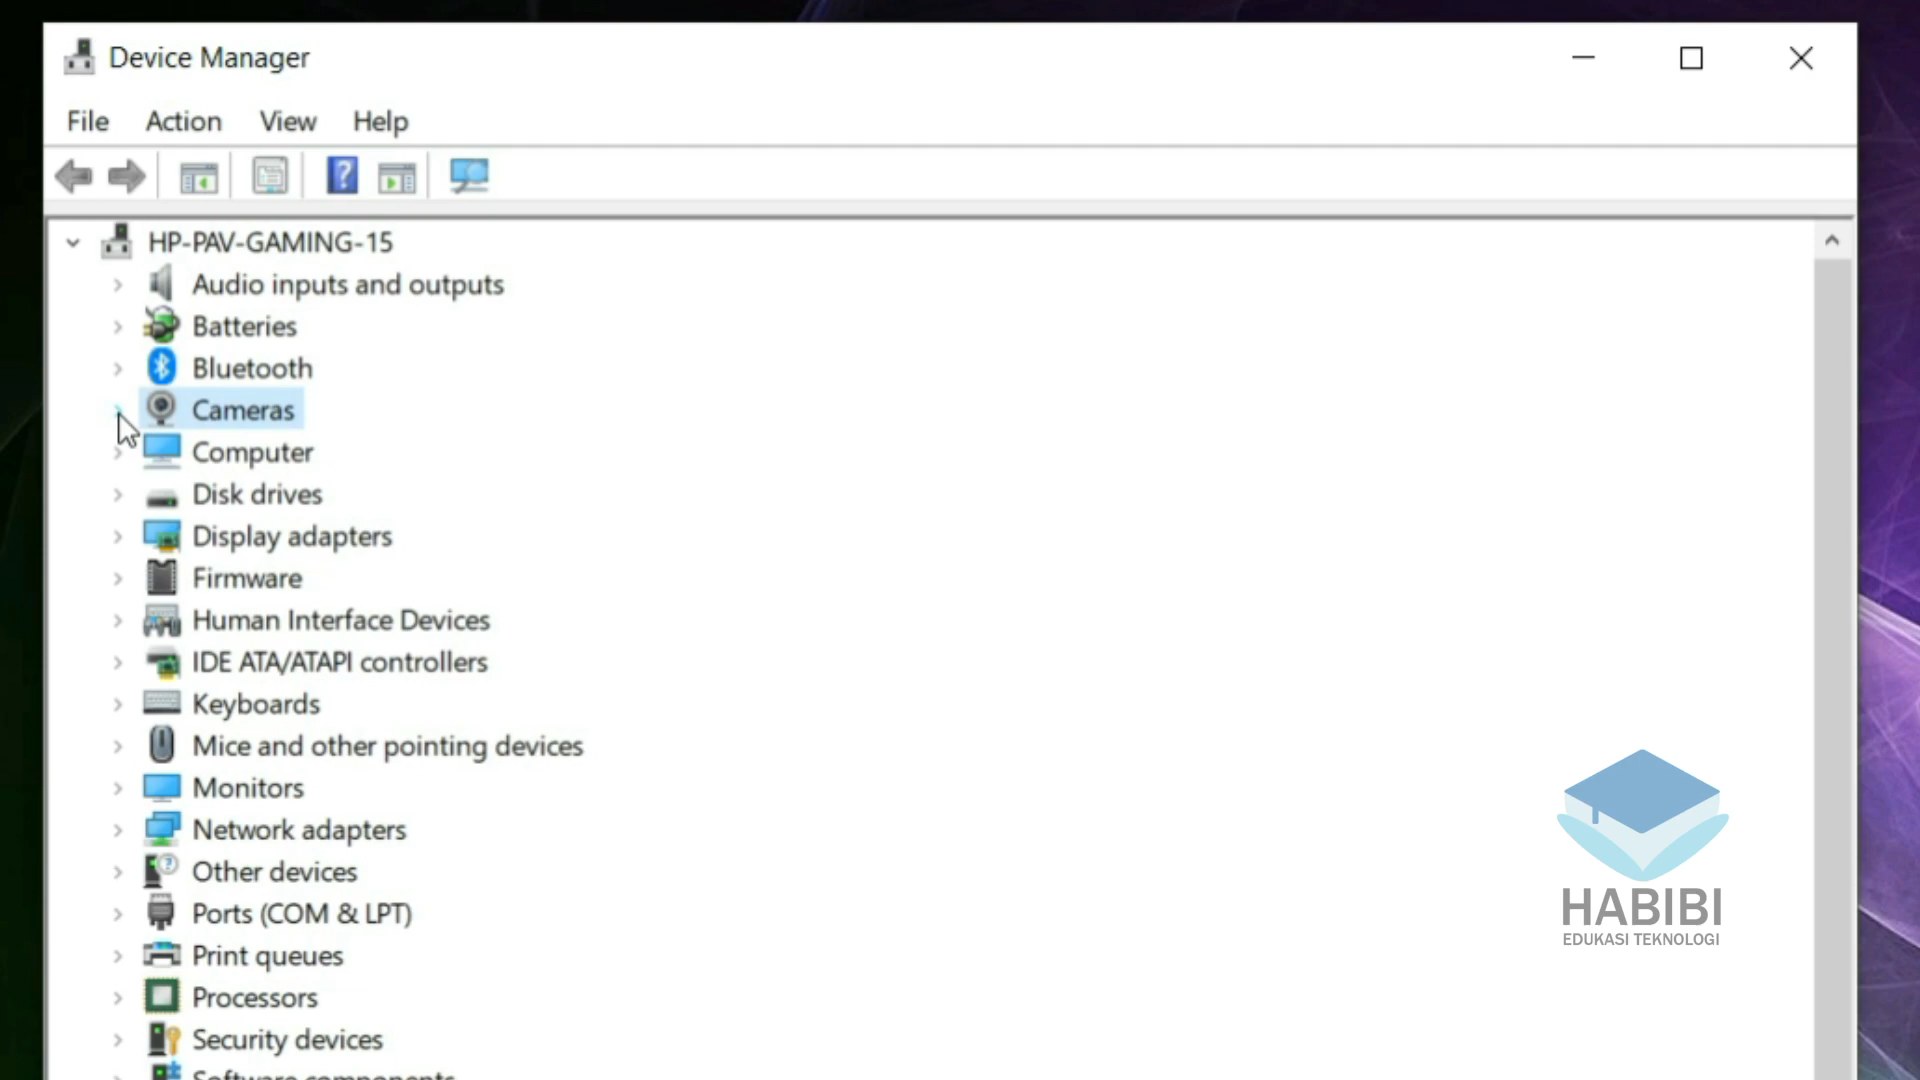 Device Manager
File Action View Help
HP-PAV-GAMING-15
Audio inputs and outputs
Batteries
Bluetooth
Cameras
Computer
Disk drives
Display adapters
Firmware
Human Interface Devices
IDE ATA/ATAPI controllers
Keyboards
Mice and other pointing devices
Monitors
Network adapters
Other devices
Ports (COM & LPT)
Print queues
Processors
Security devices
Software components
HABIBI
EDUKASI TEKNOLOGI